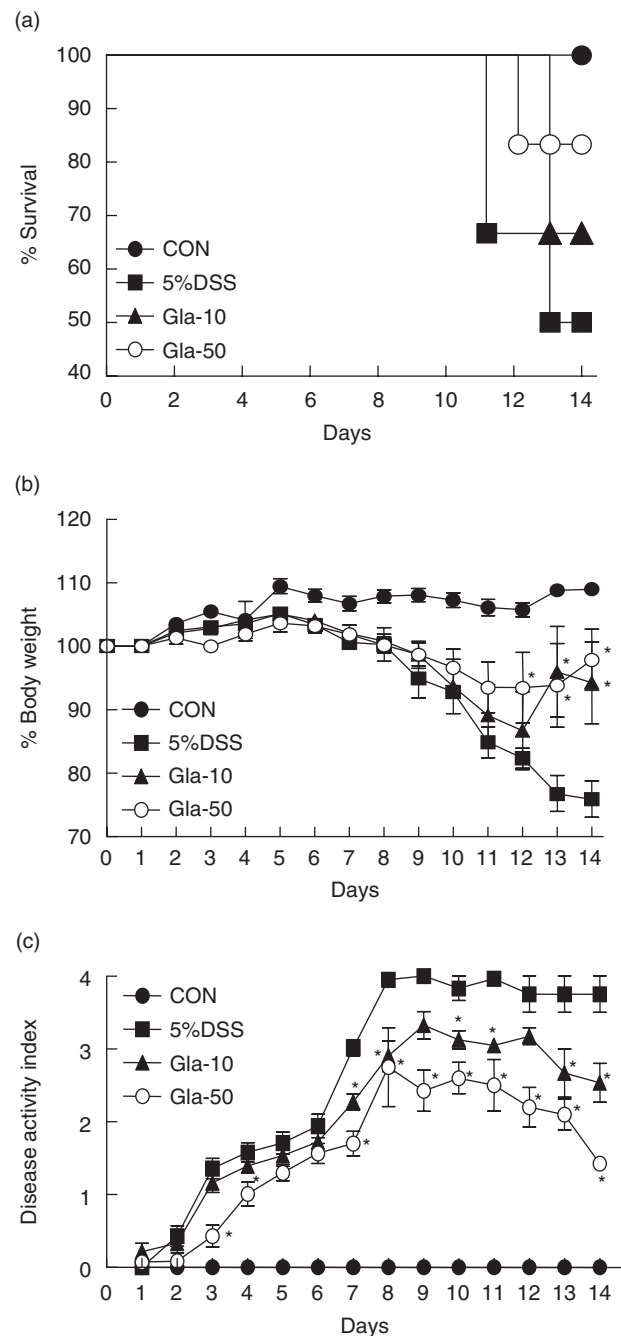 (a)
100
90
80
70
60
50
40
% Survival
CON
5%DSS
Gla-10
Gla-50
0 2 4 6 8 10 12 14
Days
(b)
120
110
100
90
80
70
% Body weight
CON
5%DSS
Gla-10
Gla-50
*
*
*
*
*
0 1 2 3 4 5 6 7 8 9 10 11 12 13 14
Days
(c)
4
3
2
1
0
Disease activity index
CON
5%DSS
Gla-10
Gla-50
* * * * * * * * * * * * * * * *
0 1 2 3 4 5 6 7 8 9 10 11 12 13 14
Days